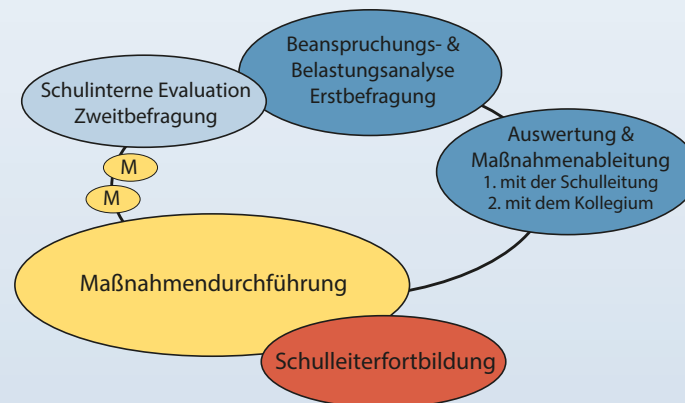 Beanspruchungs- &
Belastungsanalyse
Erstbefragung
Schulinterne Evaluation
Zweitbefragung
Auswertung &
Maßnahmenableitung
1. mit der Schulleitung
2. mit dem Kollegium
M
M
Maßnahmendurchführung
Schulleiterfortbildung